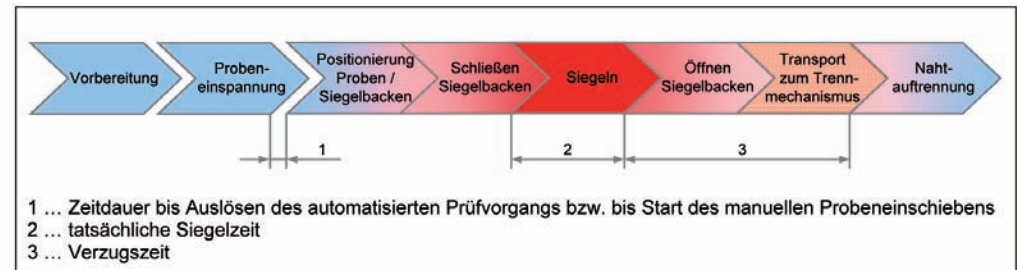 Vorbereitung
Proben-
einspannung
Positionierung
Proben /
Siegelbacken
Schließen
Siegelbacken
Siegeln
Öffnen
Siegelbacken
Transport
zum Trenn-
mechanismus
Naht-
auftrennung
1
2
3
1 ... Zeitdauer bis Auslösen des automatisierten Prüfvorgangs bzw. bis Start des manuellen Probeneinschiebens
2 ... tatsächliche Siegelzeit
3 ... Verzugszeit